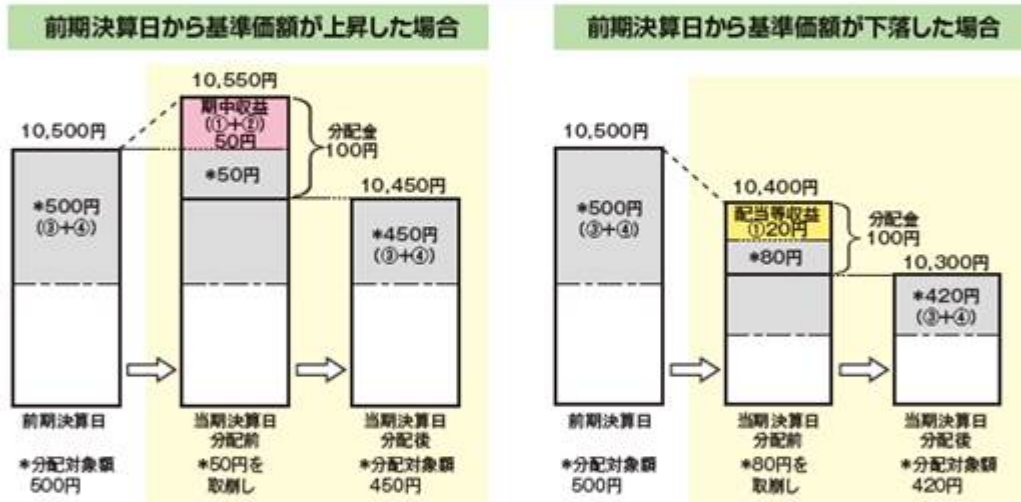 前期決算日から基準価額が上昇した場合
10,550円
期中収益
(①+②)
50円
10,500円
分配金
100円
*50円
10,450円
*500円
(③+④)
*450円
(③+④)
前期決算日
当期決算日
分配前
当期決算日
分配後
*分配対象額
500円
*50円を
取崩し
*分配対象額
450円
前期決算日から基準価額が下落した場合
10,500円
10,400円
配当等収益
①20円
分配金
100円
*500円
(③+④)
*80円
10,300円
*420円
(③+④)
前期決算日
当期決算日
分配前
当期決算日
分配後
*分配対象額
500円
*80円を
取崩し
*分配対象額
420円